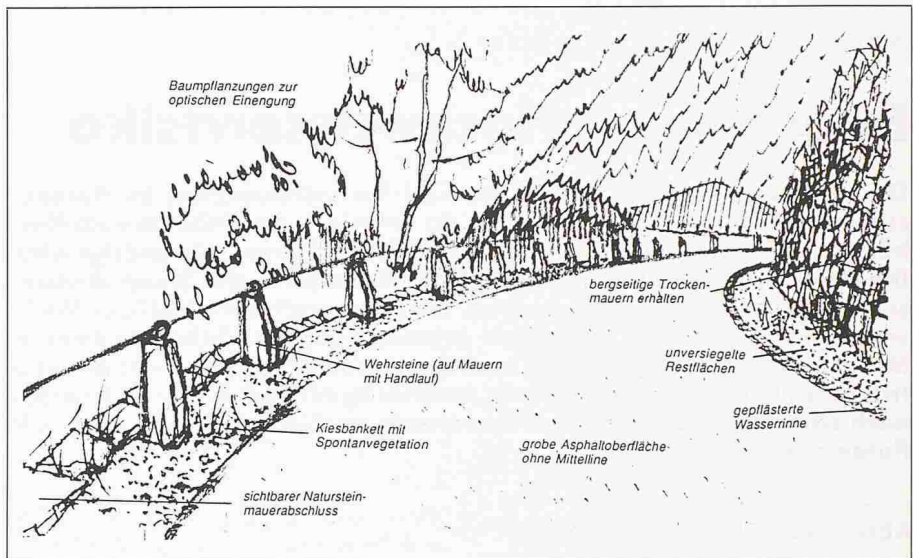 Baumpflanzungen zur
optischen Einengung
bergseitige Trocken-
mauern erhalten
Wehrsteine (auf Mauern
mit Handlauf)
unversiegelte
Restflächen
gepflästerte
Wasserrinne
Kiesbankett mit
Spontanvegetation
grobe Asphaltoberfläche
ohne Mittelline
sichtbarer Naturstein-
mauerabschluss